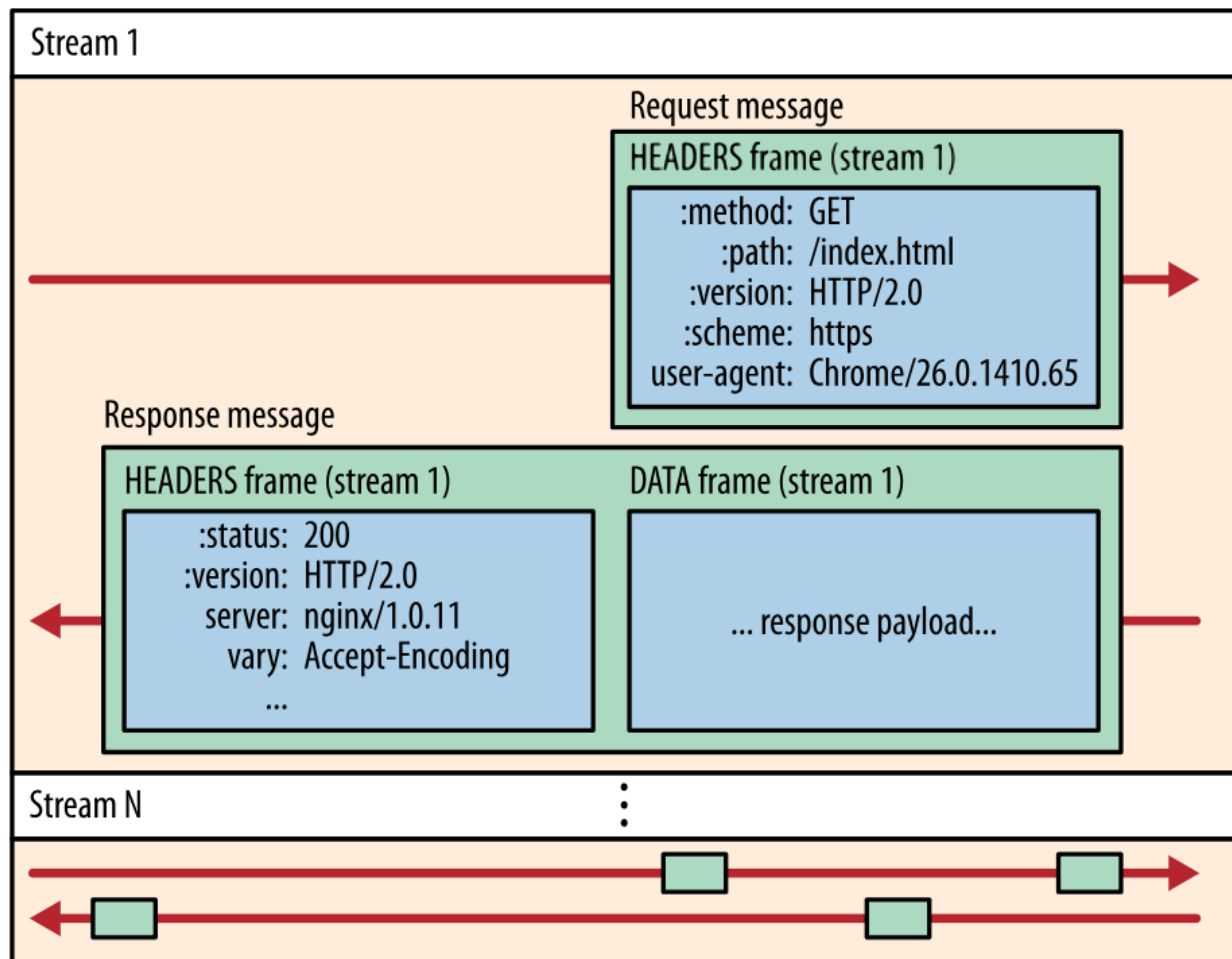 Stream 1
Request message
HEADERS frame (stream 1)
:method: GET
:path: /index.html
:version: HTTP/2.0
:scheme: https
user-agent: Chrome/26.0.1410.65
Response message
HEADERS frame (stream 1)
:status: 200
:version: HTTP/2.0
server: nginx/1.0.11
vary: Accept-Encoding
...
DATA frame (stream 1)
... response payload...
Stream N